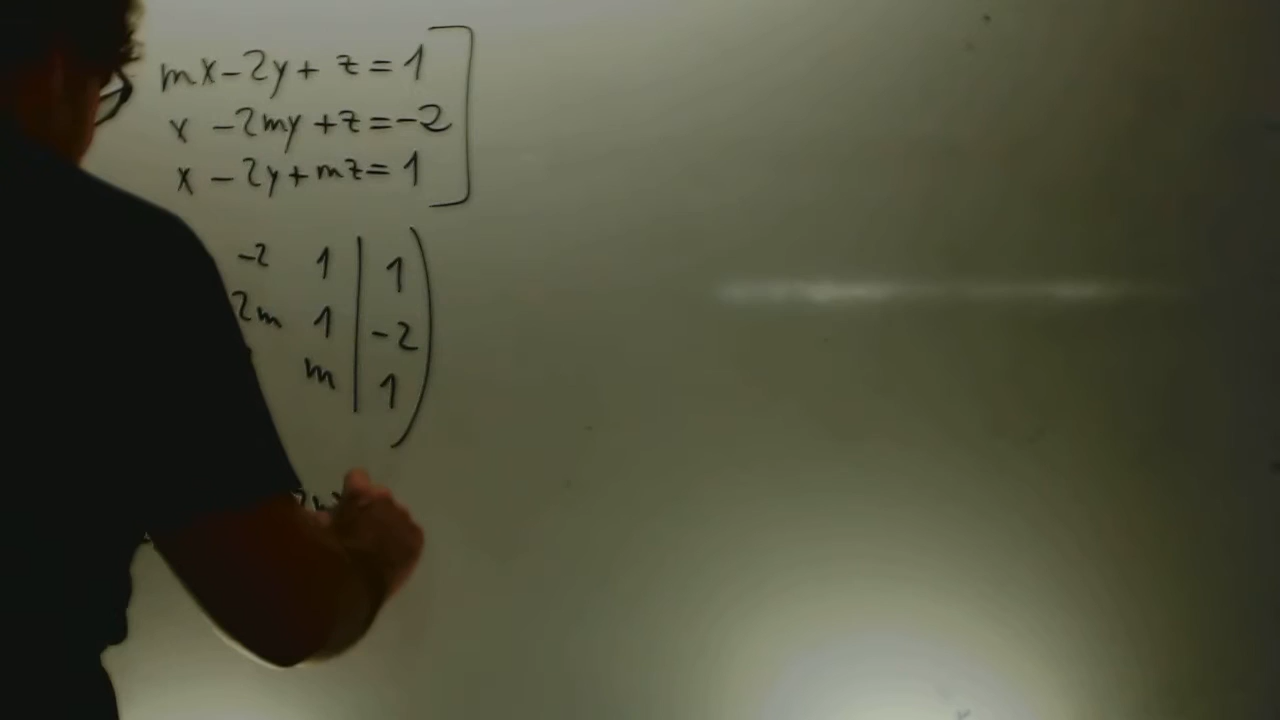 mx - 2y + z = 1
x - 2my + z = -2
x - 2y + mz = 1
-2 1 | 1
2m 1 | -2
m | 1